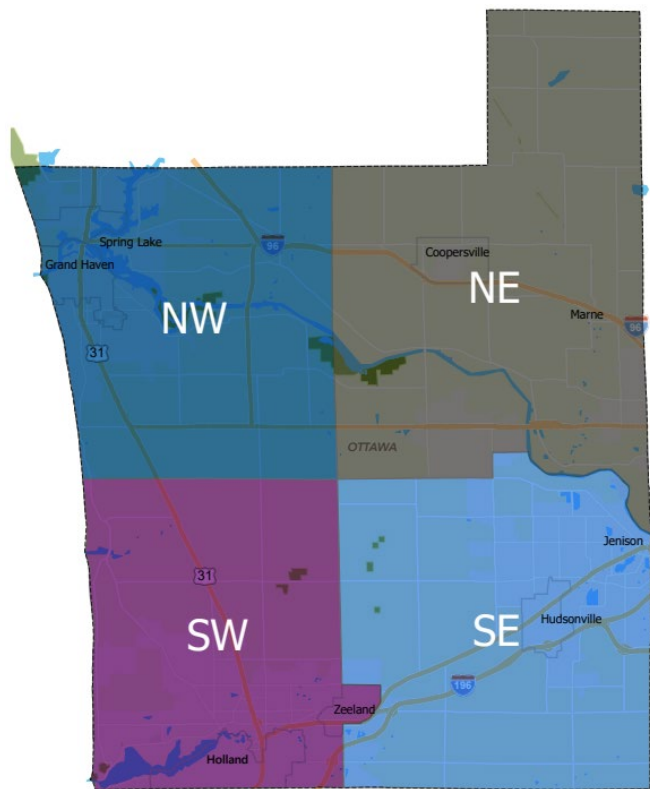 Spring Lake
96
Coopersville
Grand Haven
NW
NE
Marne
96
31
OTTAWA
Jenison
31
Hudsonville
SW
SE
196
Zeeland
Holland